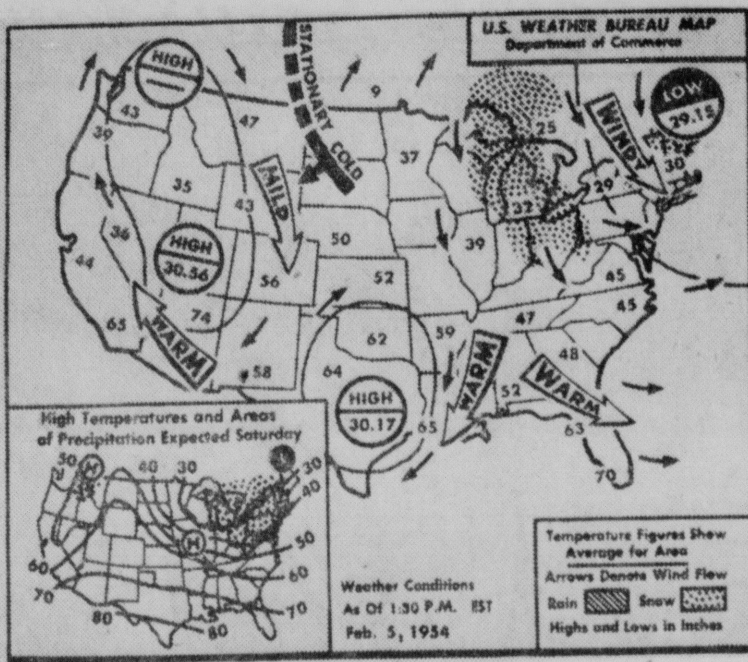 U.S. WEATHER BUREAU MAP
Department of Commerce
STATIONARY
COLD
HIGH
LOW
29.15
WINDY
9
43
47
25
39
37
30
MILD
35
43
32
29
36
HIGH
30.56
50
39
44
56
52
45
65
74
WARM
59
47
45
62
58
64
48
HIGH
30.17
WARM
52
WARM
65
63
70
High Temperatures and Areas
of Precipitation Expected Saturday
50
H
40
30
30
40
H
50
60
60
70
70
80
80
Weather Conditions
As Of 1:30 P.M. EST
Feb. 5, 1954
Temperature Figures Show
Average for Area
Arrows Denote Wind Flow
Rain Snow
Highs and Lows in Inches